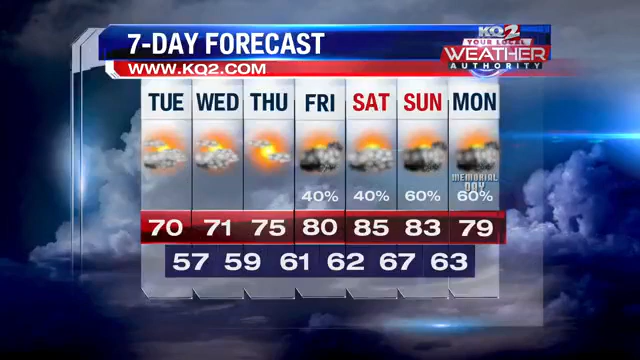 7-DAY FORECAST
WWW.KQ2.COM
KQ2
YOUR LOCAL
WEATHER
AUTHORITY
TUE WED THU FRI SAT SUN MON
MEMORIAL
DAY
40% 40% 60% 60%
70 71 75 80 85 83 79
57 59 61 62 67 63